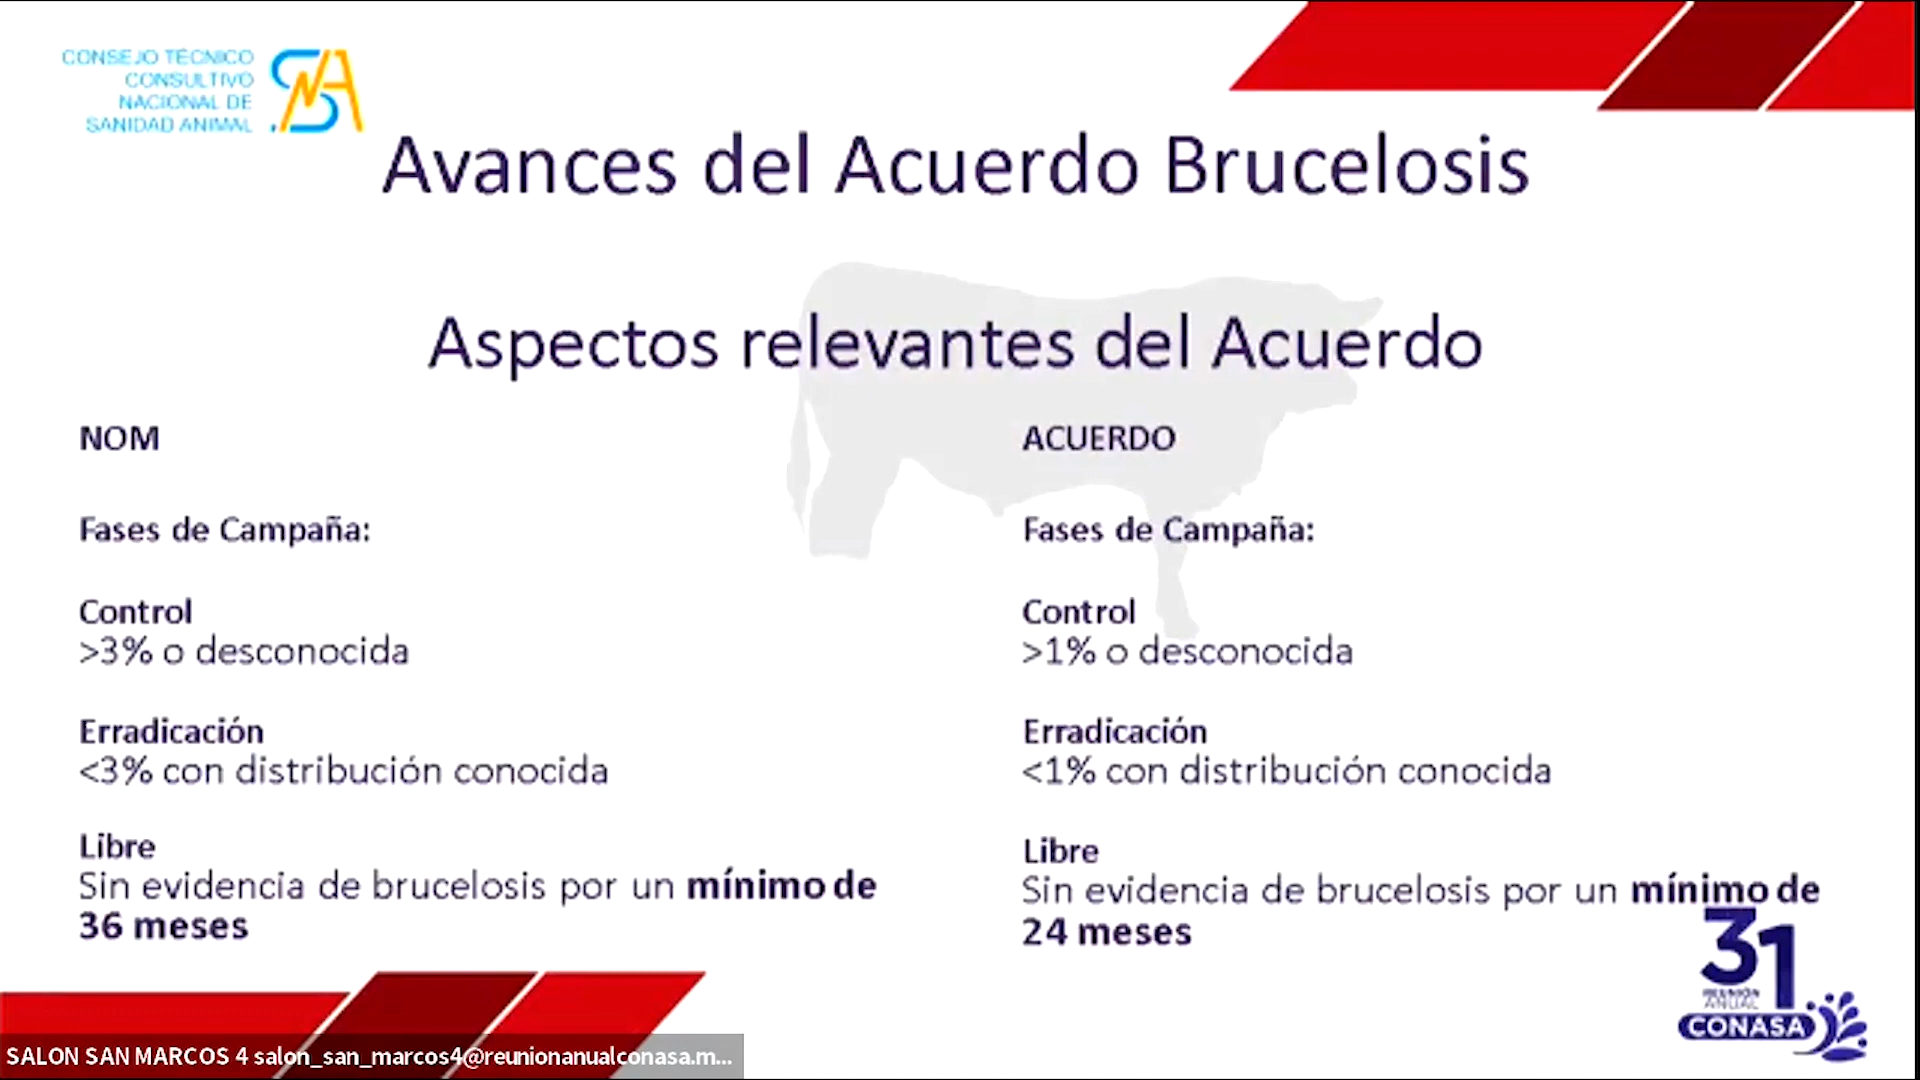 CONSEJO TÉCNICO
CONSULTIVO
NACIONAL DE
SANIDAD ANIMAL
Avances del Acuerdo Brucelosis
Aspectos relevantes del Acuerdo
NOM
Fases de Campaña:
Control
>3% o desconocida
Erradicación
<3% con distribución conocida
Libre
Sin evidencia de brucelosis por un mínimo de
36 meses
ACUERDO
Fases de Campaña:
Control
>1% o desconocida
Erradicación
<1% con distribución conocida
Libre
Sin evidencia de brucelosis por un mínimo de
24 meses
31
REUNIÓN
ANUAL
CONASA
SALON SAN MARCOS 4 salon_san_marcos4@reunionanualconasa.m...